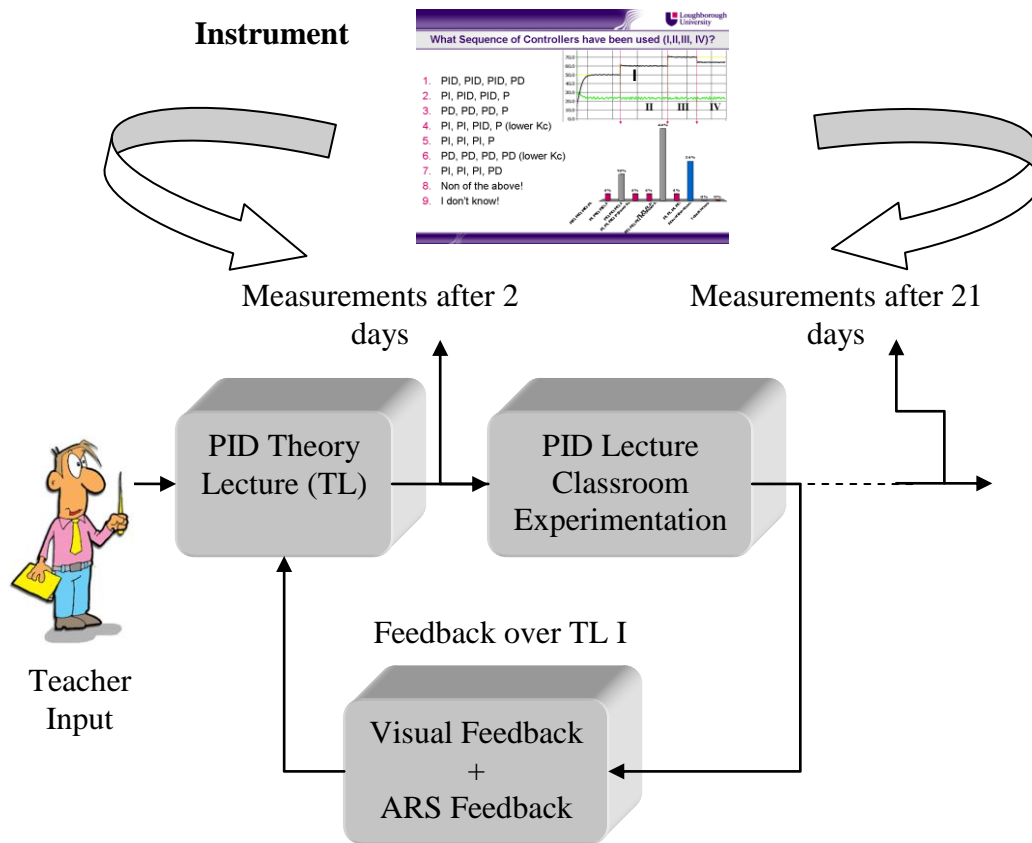 Instrument
Loughborough
University
What Sequence of Controllers have been used (I,II,III, IV)?
1. PID, PID, PID, PD
2. PI, PID, PID, P
3. PD, PD, PD, P
4. PI, PI, PID, P (lower Kc)
5. PI, PI, PI, P
6. PD, PD, PD, PD (lower Kc)
7. PI, PI, PI, PD
8. Non of the above!
9. I don't know!
I
II
III
IV
Measurements after 2
days
Measurements after 21
days
PID Theory
Lecture (TL)
PID Lecture
Classroom
Experimentation
Feedback over TL I
Teacher
Input
Visual Feedback
+
ARS Feedback